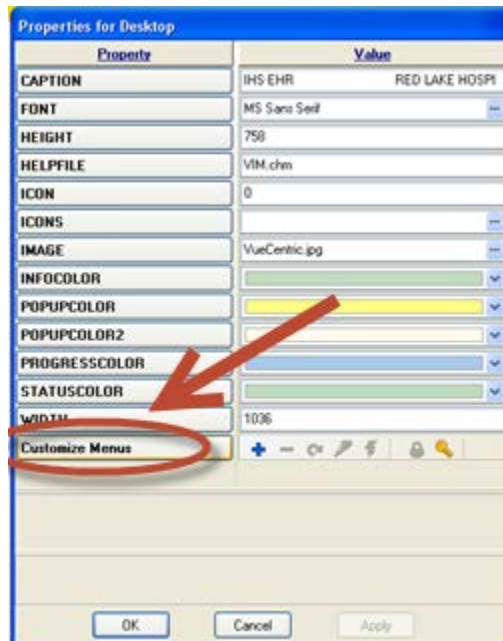 Properties for Desktop
Property Value
CAPTION IHS EHR RED LAKE HOSPI
FONT MS Sans Serif
HEIGHT 758
HELPFILE VIM.chm
ICON 0
ICONS
IMAGE VueCentric.jpg
INFOCOLOR
POPUPCOLOR
POPUPCOLOR2
PROGRESSCOLOR
STATUSCOLOR
WIDTH 1036
Customize Menus
OK Cancel Apply